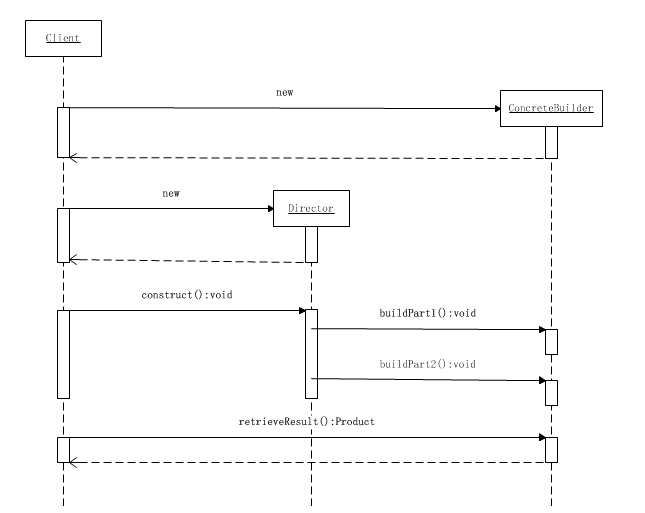 Client
new
ConcreteBuilder
new
Director
construct():void
buildPart1():void
buildPart2():void
retrieveResult():Product